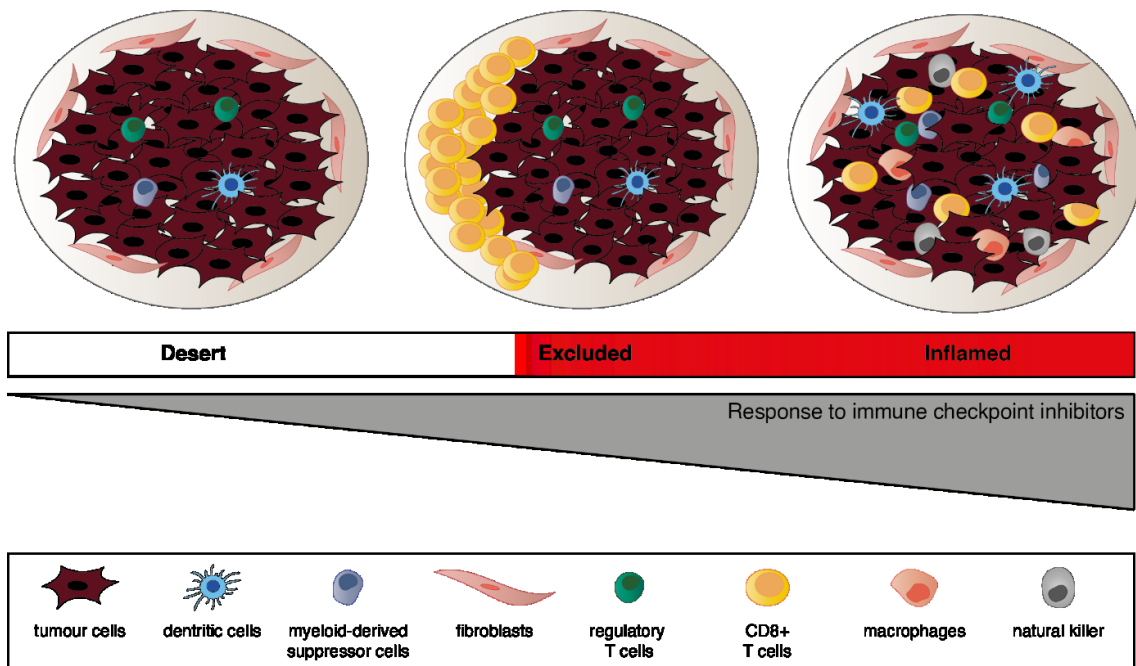 Desert
Excluded
Inflamed
Response to immune checkpoint inhibitors
tumour cells
dentritic cells
myeloid-derived
suppressor cells
fibroblasts
regulatory
T cells
CD8+
T cells
macrophages
natural killer